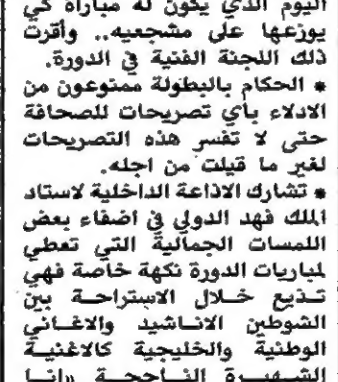 اليوم الذي يكون له مباراة كي
يوزعها على مشجعيه.. وأقرت
ذلك اللجنة الفنية في الدورة.
* الحكام بالبطولة ممنوعون من
الادلاء بأي تصريحات للصحافة
حتى لا تفسر هذه التصريحات
لغير ما قيلت من اجله.
* تشارك الاذاعة الداخلية لاستاد
الملك فهد الدولي في اضفاء بعض
اللمسات الجمالية التي تعطي
لمباريات الدورة نكهة خاصة فهي
تذيع خلال الاستراحة بين
الشوطين الاناشيد والاغاني
الوطنية والخليجية كالاغنية
الشهيرة الناجحة «انا